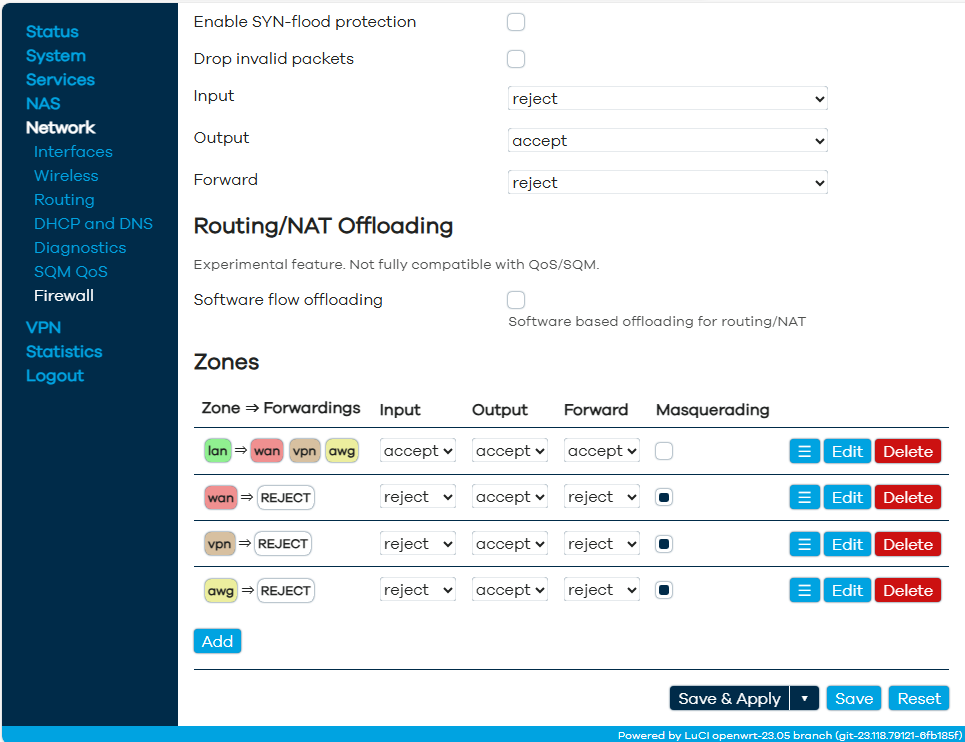 Status
System
Services
NAS
Network
Interfaces
Wireless
Routing
DHCP and DNS
Diagnostics
SQM QoS
Firewall
VPN
Statistics
Logout
Enable SYN-flood protection
Drop invalid packets
Input reject
Output accept
Forward reject
Routing/NAT Offloading
Experimental feature. Not fully compatible with QoS/SQM.
Software flow offloading
Software based offloading for routing/NAT
Zones
Zone ⇒ Forwardings Input Output Forward Masquerading
lan ⇒ wan vpn awg accept accept accept ☰ Edit Delete
wan ⇒ REJECT reject accept reject ☰ Edit Delete
vpn ⇒ REJECT reject accept reject ☰ Edit Delete
awg ⇒ REJECT reject accept reject ☰ Edit Delete
Add
Save & Apply ▾ Save Reset
Powered by LuCI openwrt-23.05 branch (git-23.118.79121-6fb185f)